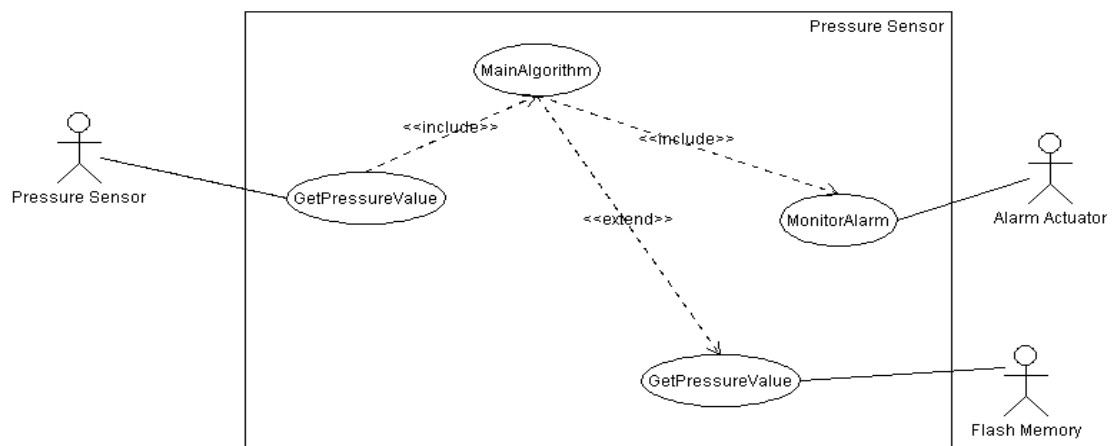 Pressure Sensor
MainAlgorithm
<<include>>
<<include>>
Pressure Sensor
GetPressureValue
<<extend>>
MonitorAlarm
Alarm Actuator
GetPressureValue
Flash Memory